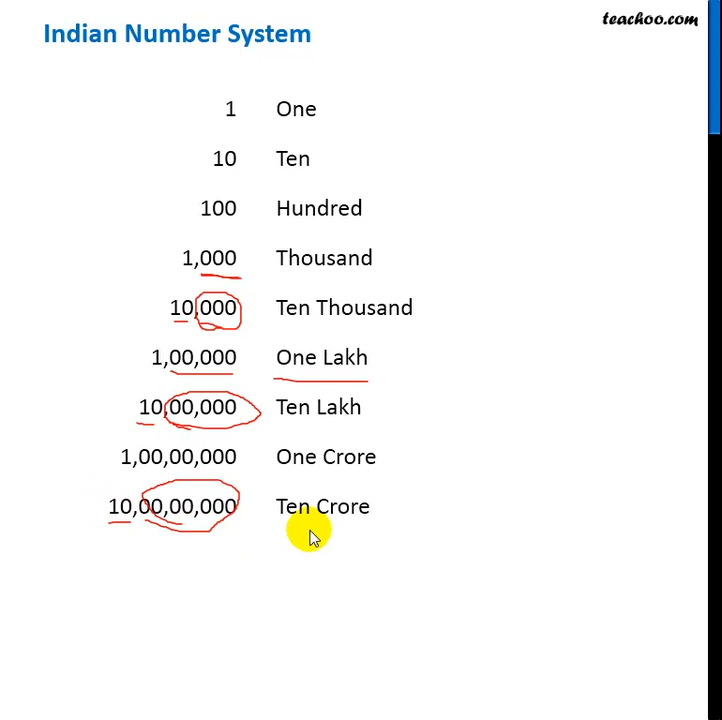 teachoo.com
Indian Number System
1 One
10 Ten
100 Hundred
1,000 Thousand
10,000 Ten Thousand
1,00,000 One Lakh
10,00,000 Ten Lakh
1,00,00,000 One Crore
10,00,00,000 Ten Crore